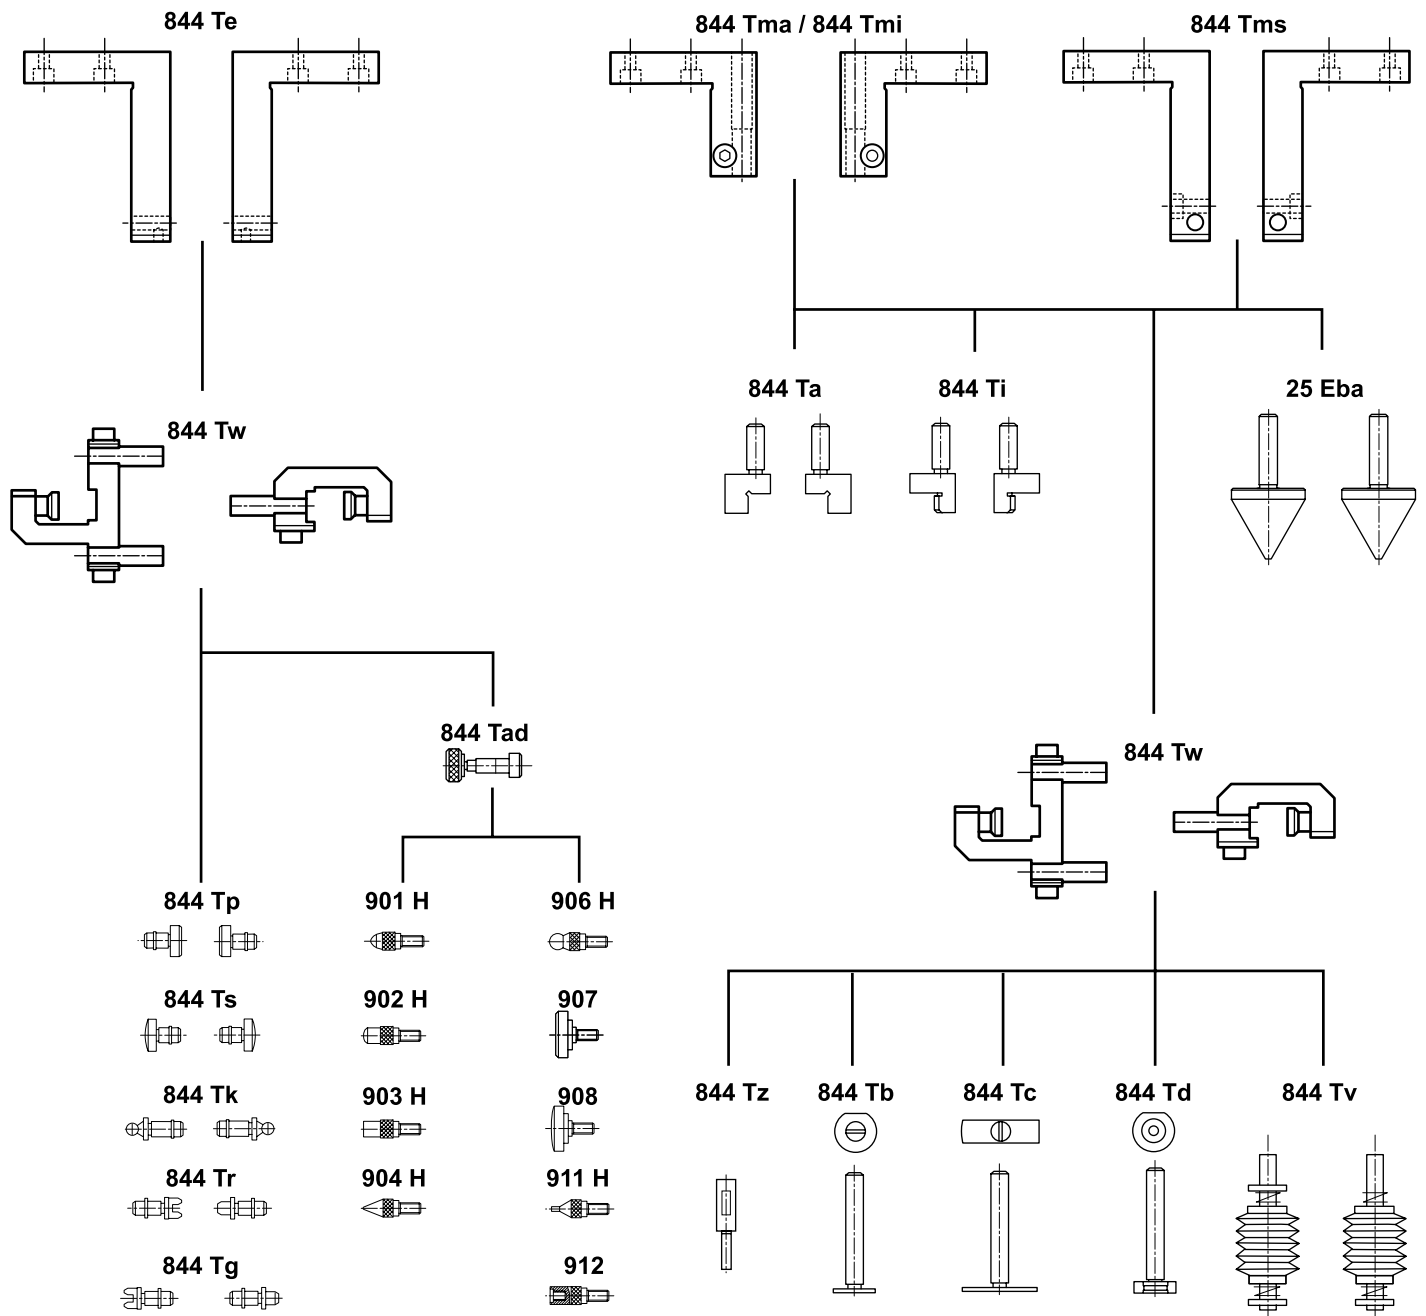 844 Te
844 Tma / 844 Tmi
844 Tms
844 Tw
844 Ta
844 Ti
25 Eba
844 Tad
844 Tw
844 Tp
901 H
906 H
844 Ts
902 H
907
844 Tk
903 H
908
844 Tr
904 H
911 H
844 Tg
912
844 Tz
844 Tb
844 Tc
844 Td
844 Tv